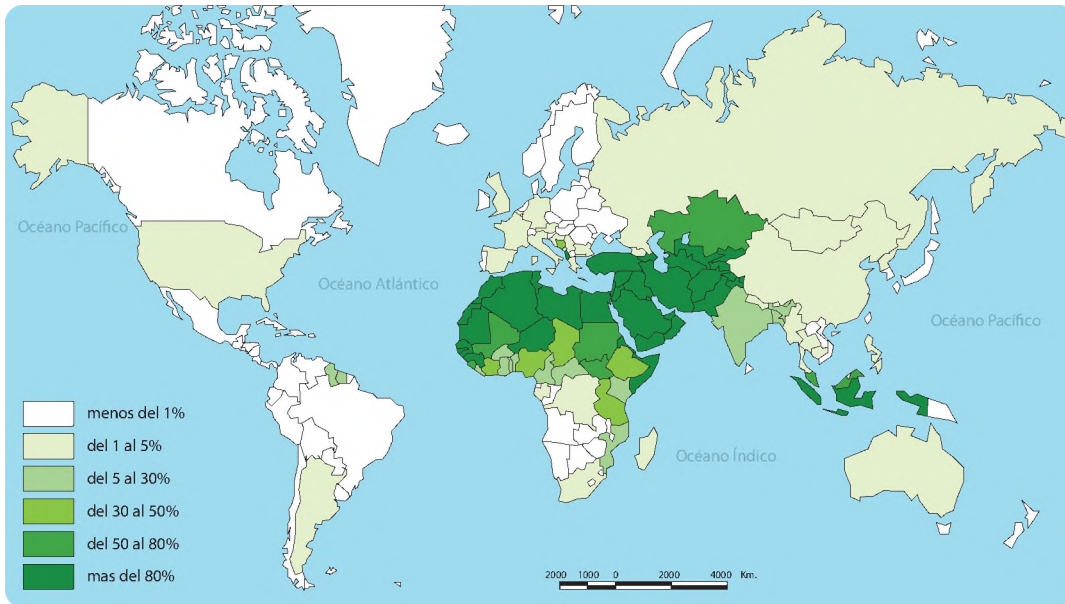 Océano Pacífico
Océano Atlántico
Océano Pacífico
Océano Índico
menos del 1%
del 1 al 5%
del 5 al 30%
del 30 al 50%
del 50 al 80%
mas del 80%
2000 1000 0 2000 4000 Km.